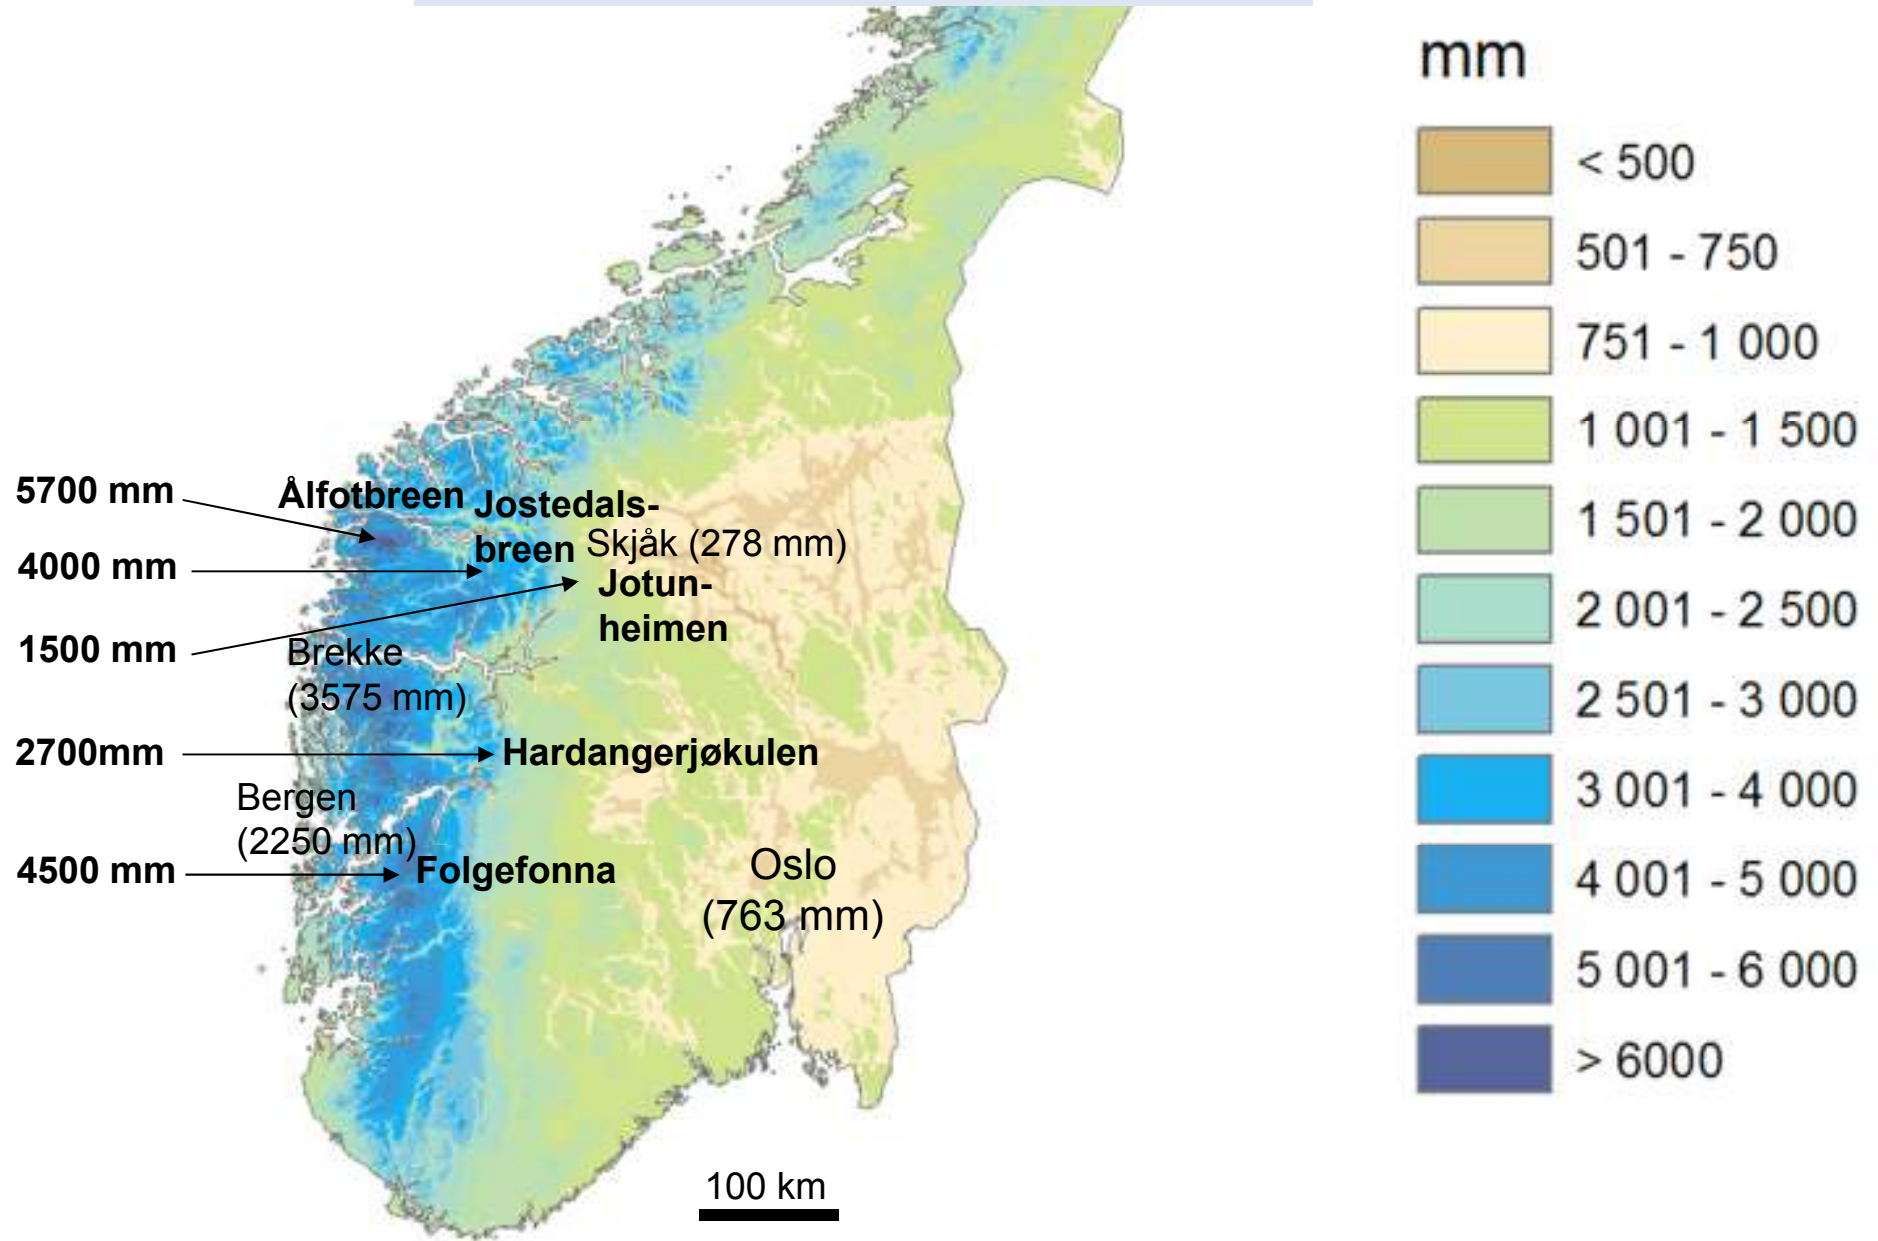 mm
< 500
501 - 750
751 - 1 000
1 001 - 1 500
1 501 - 2 000
2 001 - 2 500
2 501 - 3 000
3 001 - 4 000
4 001 - 5 000
5 001 - 6 000
> 6000
5700 mm
Ålfotbreen
Jostedals-
breen
Skjåk (278 mm)
4000 mm
Jotun-
heimen
1500 mm
Brekke
(3575 mm)
2700mm
Hardangerjøkulen
Bergen
(2250 mm)
4500 mm
Folgefonna
Oslo
(763 mm)
100 km